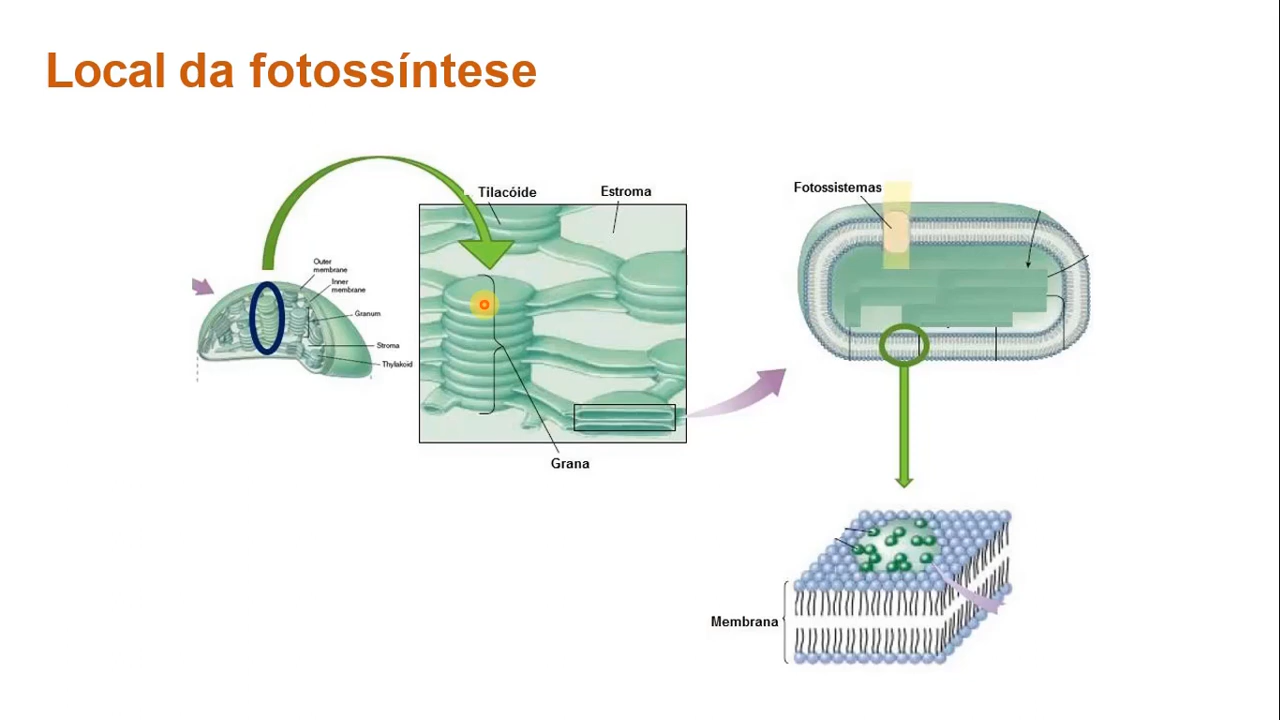 Local da fotossíntese
Outer
membrane
Inner
membrane
Granum
Stroma
Thylakoid
Tilacóide
Estroma
Grana
Fotossistemas
Membrana